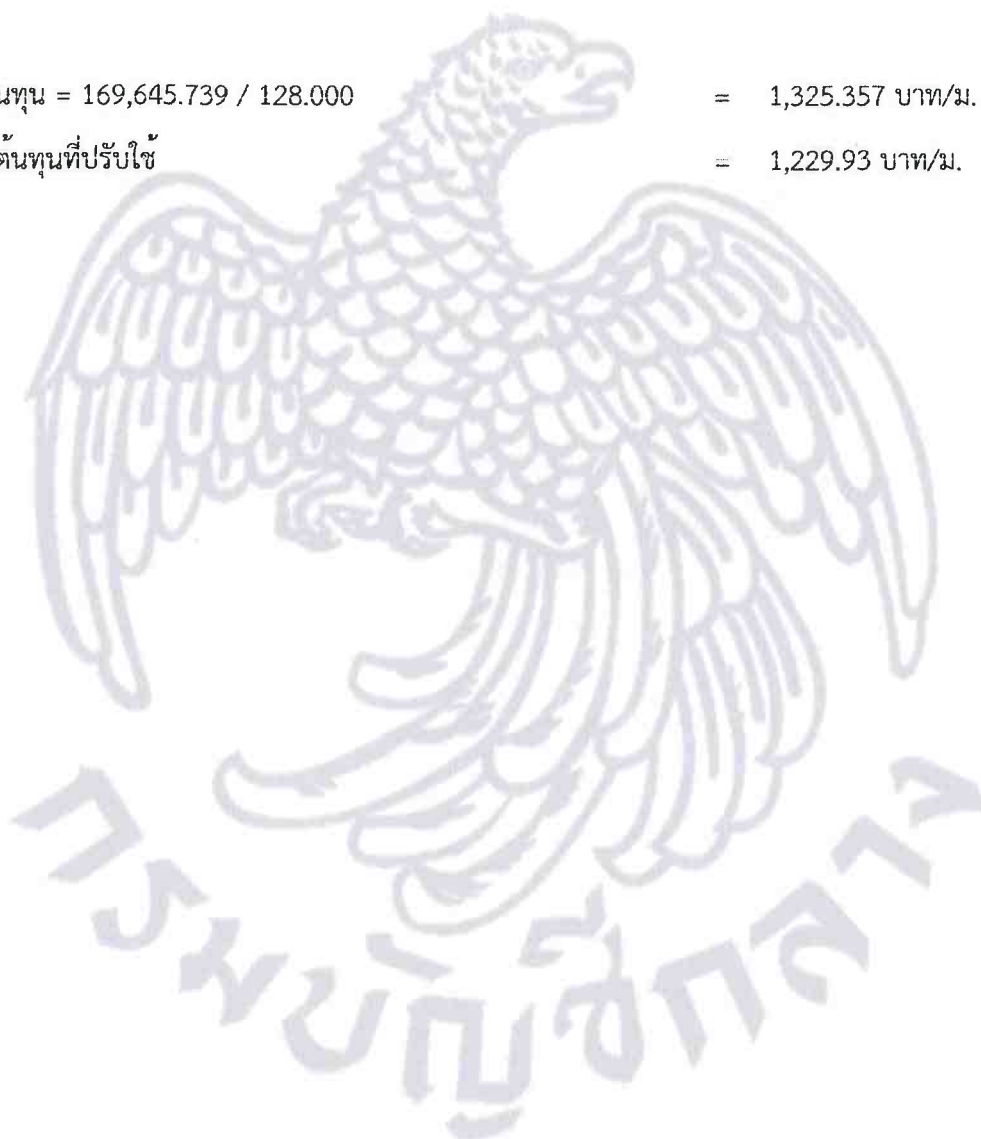 นทุน = 169,645.739 / 128.000 = 1,325.357 บาท/ม.
ต้นทุนที่ปรับใช้ = 1,229.93 บาท/ม.
กรมบัญชีกลาง